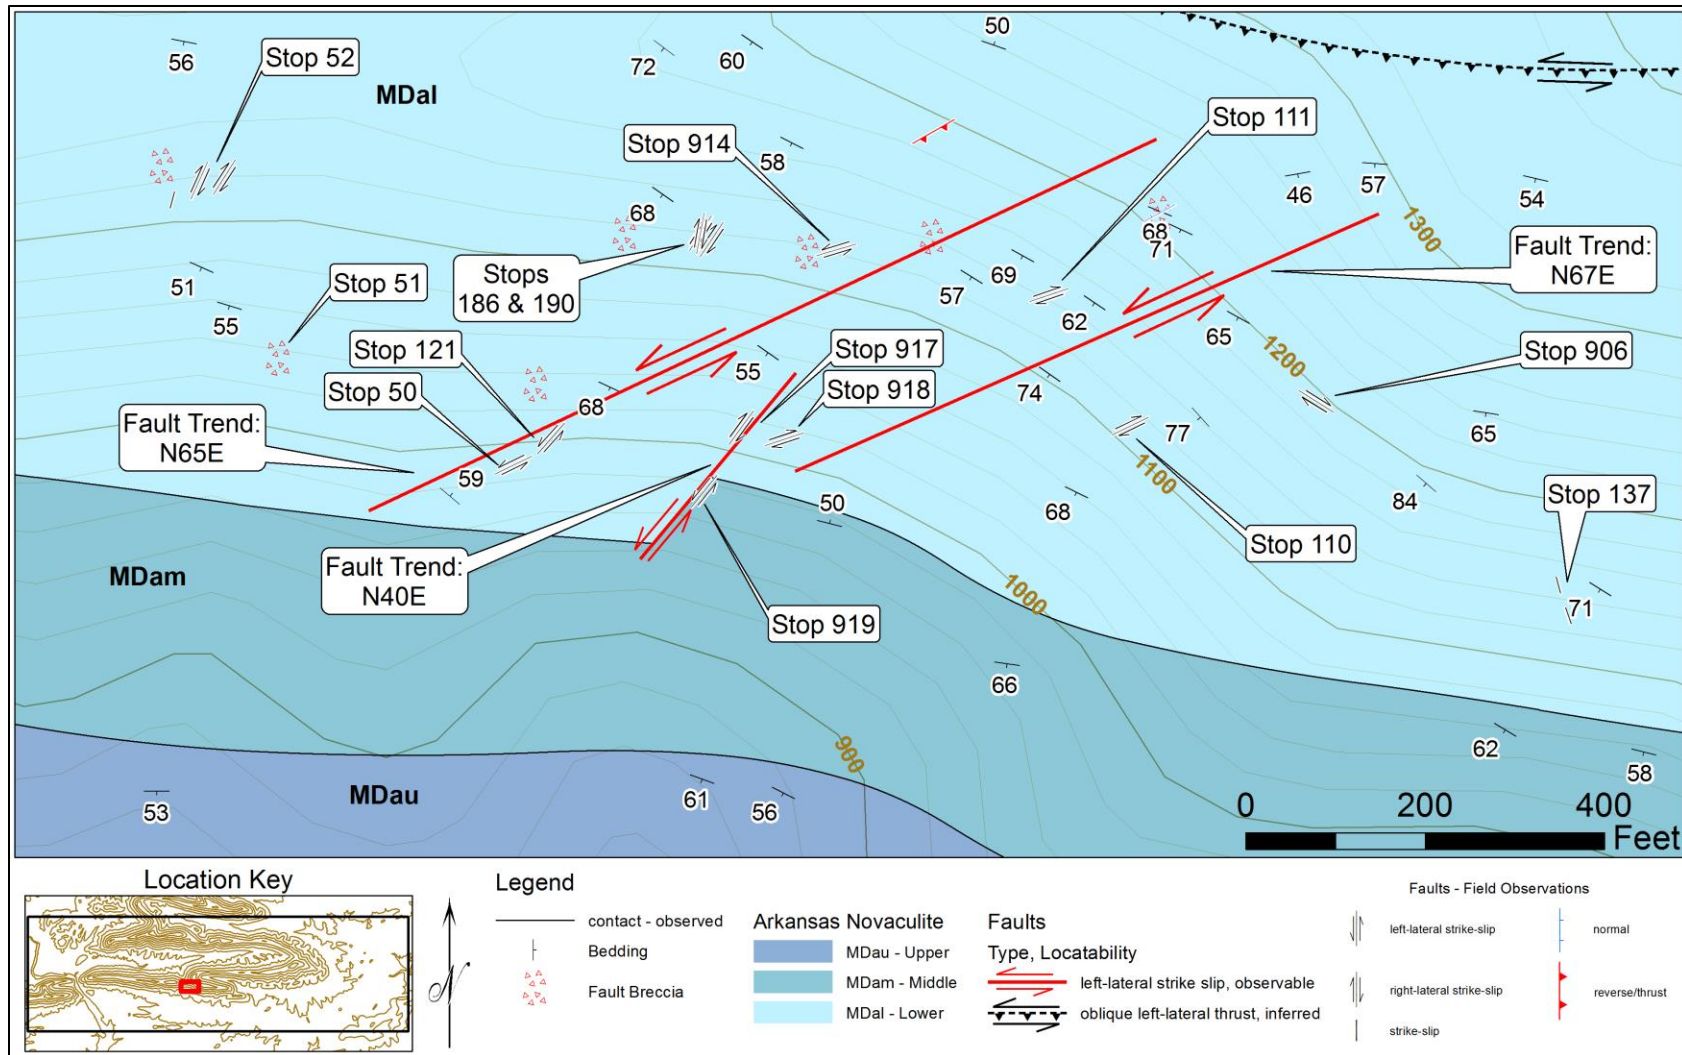 50
56
Stop 52
72
60
MDal
Stop 111
Stop 914
58
68
46
57
54
68
71
1300
Fault Trend:
N67E
Stops
186 & 190
51
Stop 51
55
69
57
62
65
1200
Stop 121
55
Stop 917
Stop 906
Stop 50
68
74
Stop 918
Fault Trend:
N65E
77
65
59
1100
50
68
84
Stop 137
Stop 110
Fault Trend:
N40E
MDam
1000
71
Stop 919
66
62
58
900
MDau
53
61
56
0 200 400
Feet
Location Key
N
Legend
contact - observed
Bedding
Fault Breccia
Arkansas Novaculite
MDau - Upper
MDam - Middle
MDal - Lower
Faults
Type, Locatability
left-lateral strike slip, observable
oblique left-lateral thrust, inferred
Faults - Field Observations
left-lateral strike-slip
normal
right-lateral strike-slip
reverse/thrust
strike-slip